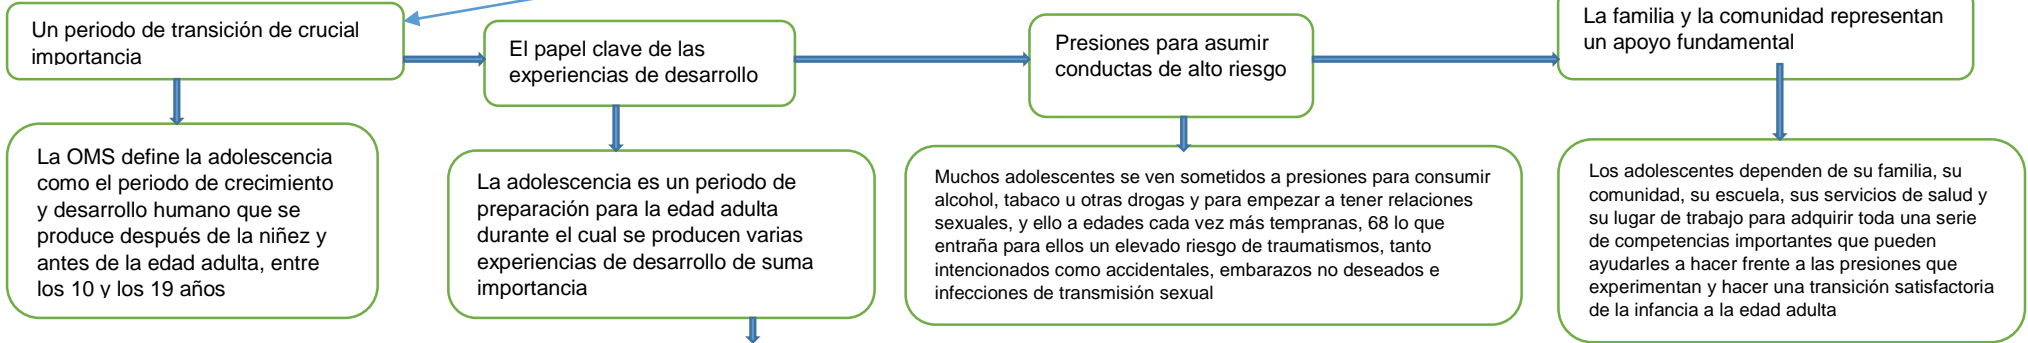 Un periodo de transición de crucial
importancia
El papel clave de las
experiencias de desarrollo
Presiones para asumir
conductas de alto riesgo
La familia y la comunidad representan
un apoyo fundamental
La OMS define la adolescencia
como el periodo de crecimiento
y desarrollo humano que se
produce después de la niñez y
antes de la edad adulta, entre
los 10 y los 19 años
La adolescencia es un periodo de
preparación para la edad adulta
durante el cual se producen varias
experiencias de desarrollo de suma
importancia
Muchos adolescentes se ven sometidos a presiones para consumir
alcohol, tabaco u otras drogas y para empezar a tener relaciones
sexuales, y ello a edades cada vez más tempranas, 68 lo que
entraña para ellos un elevado riesgo de traumatismos, tanto
intencionados como accidentales, embarazos no deseados e
infecciones de transmisión sexual
Los adolescentes dependen de su familia, su
comunidad, su escuela, sus servicios de salud y
su lugar de trabajo para adquirir toda una serie
de competencias importantes que pueden
ayudarles a hacer frente a las presiones que
experimentan y hacer una transición satisfactoria
de la infancia a la edad adulta